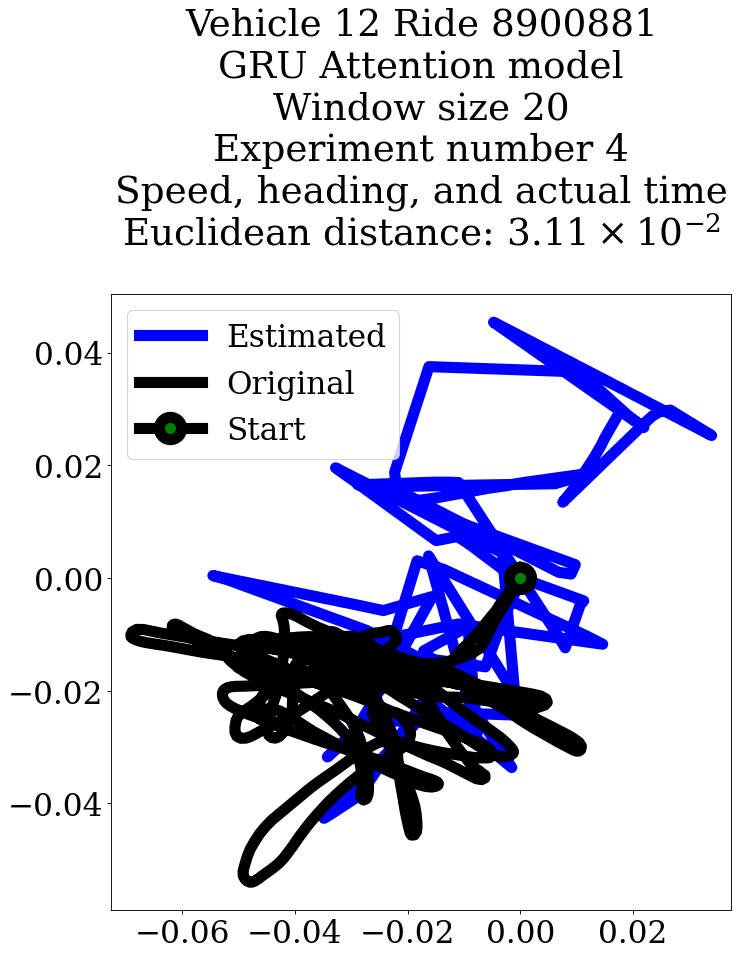 Vehicle 12 Ride 8900881
GRU Attention model
Window size 20
Experiment number 4
Speed, heading, and actual time
Euclidean distance: 3.11 × 10⁻²
Estimated
Original
Start
0.04
0.02
0.00
−0.02
−0.04
−0.06 −0.04 −0.02 0.00 0.02